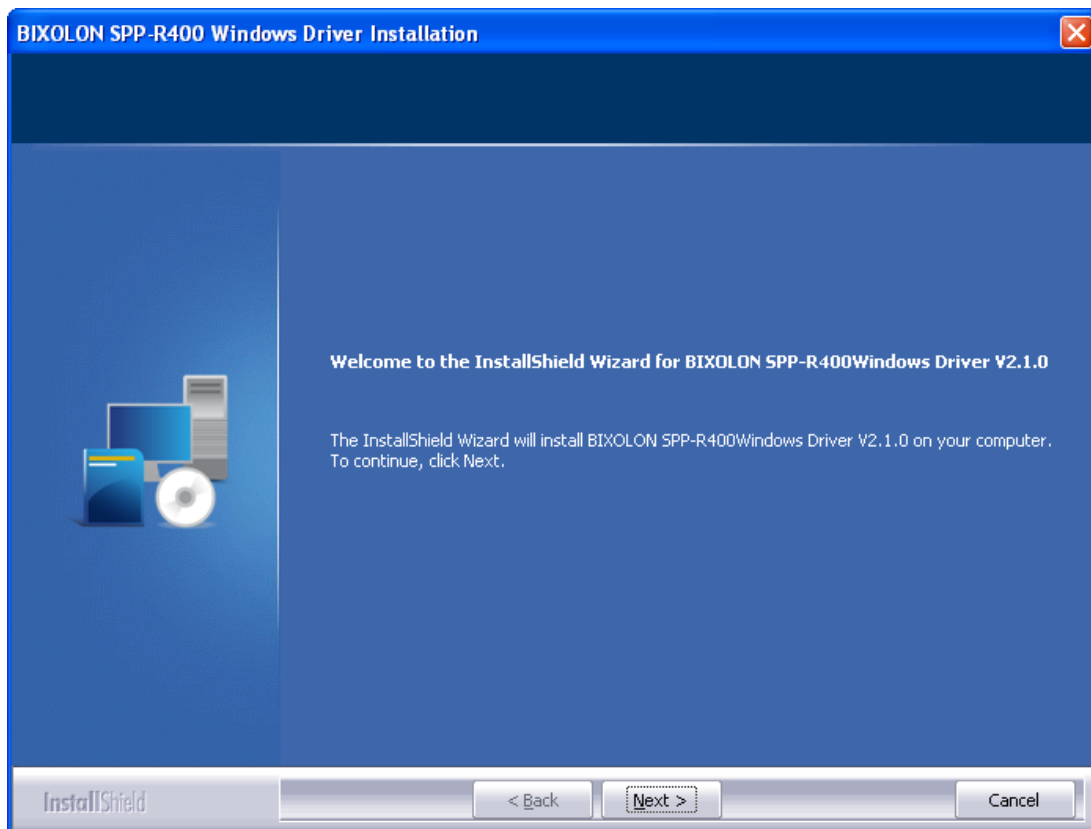 BIXOLON SPP-R400 Windows Driver Installation
Welcome to the InstallShield Wizard for BIXOLON SPP-R400Windows Driver V2.1.0
The InstallShield Wizard will install BIXOLON SPP-R400Windows Driver V2.1.0 on your computer.
To continue, click Next.
InstallShield
< Back
Next >
Cancel